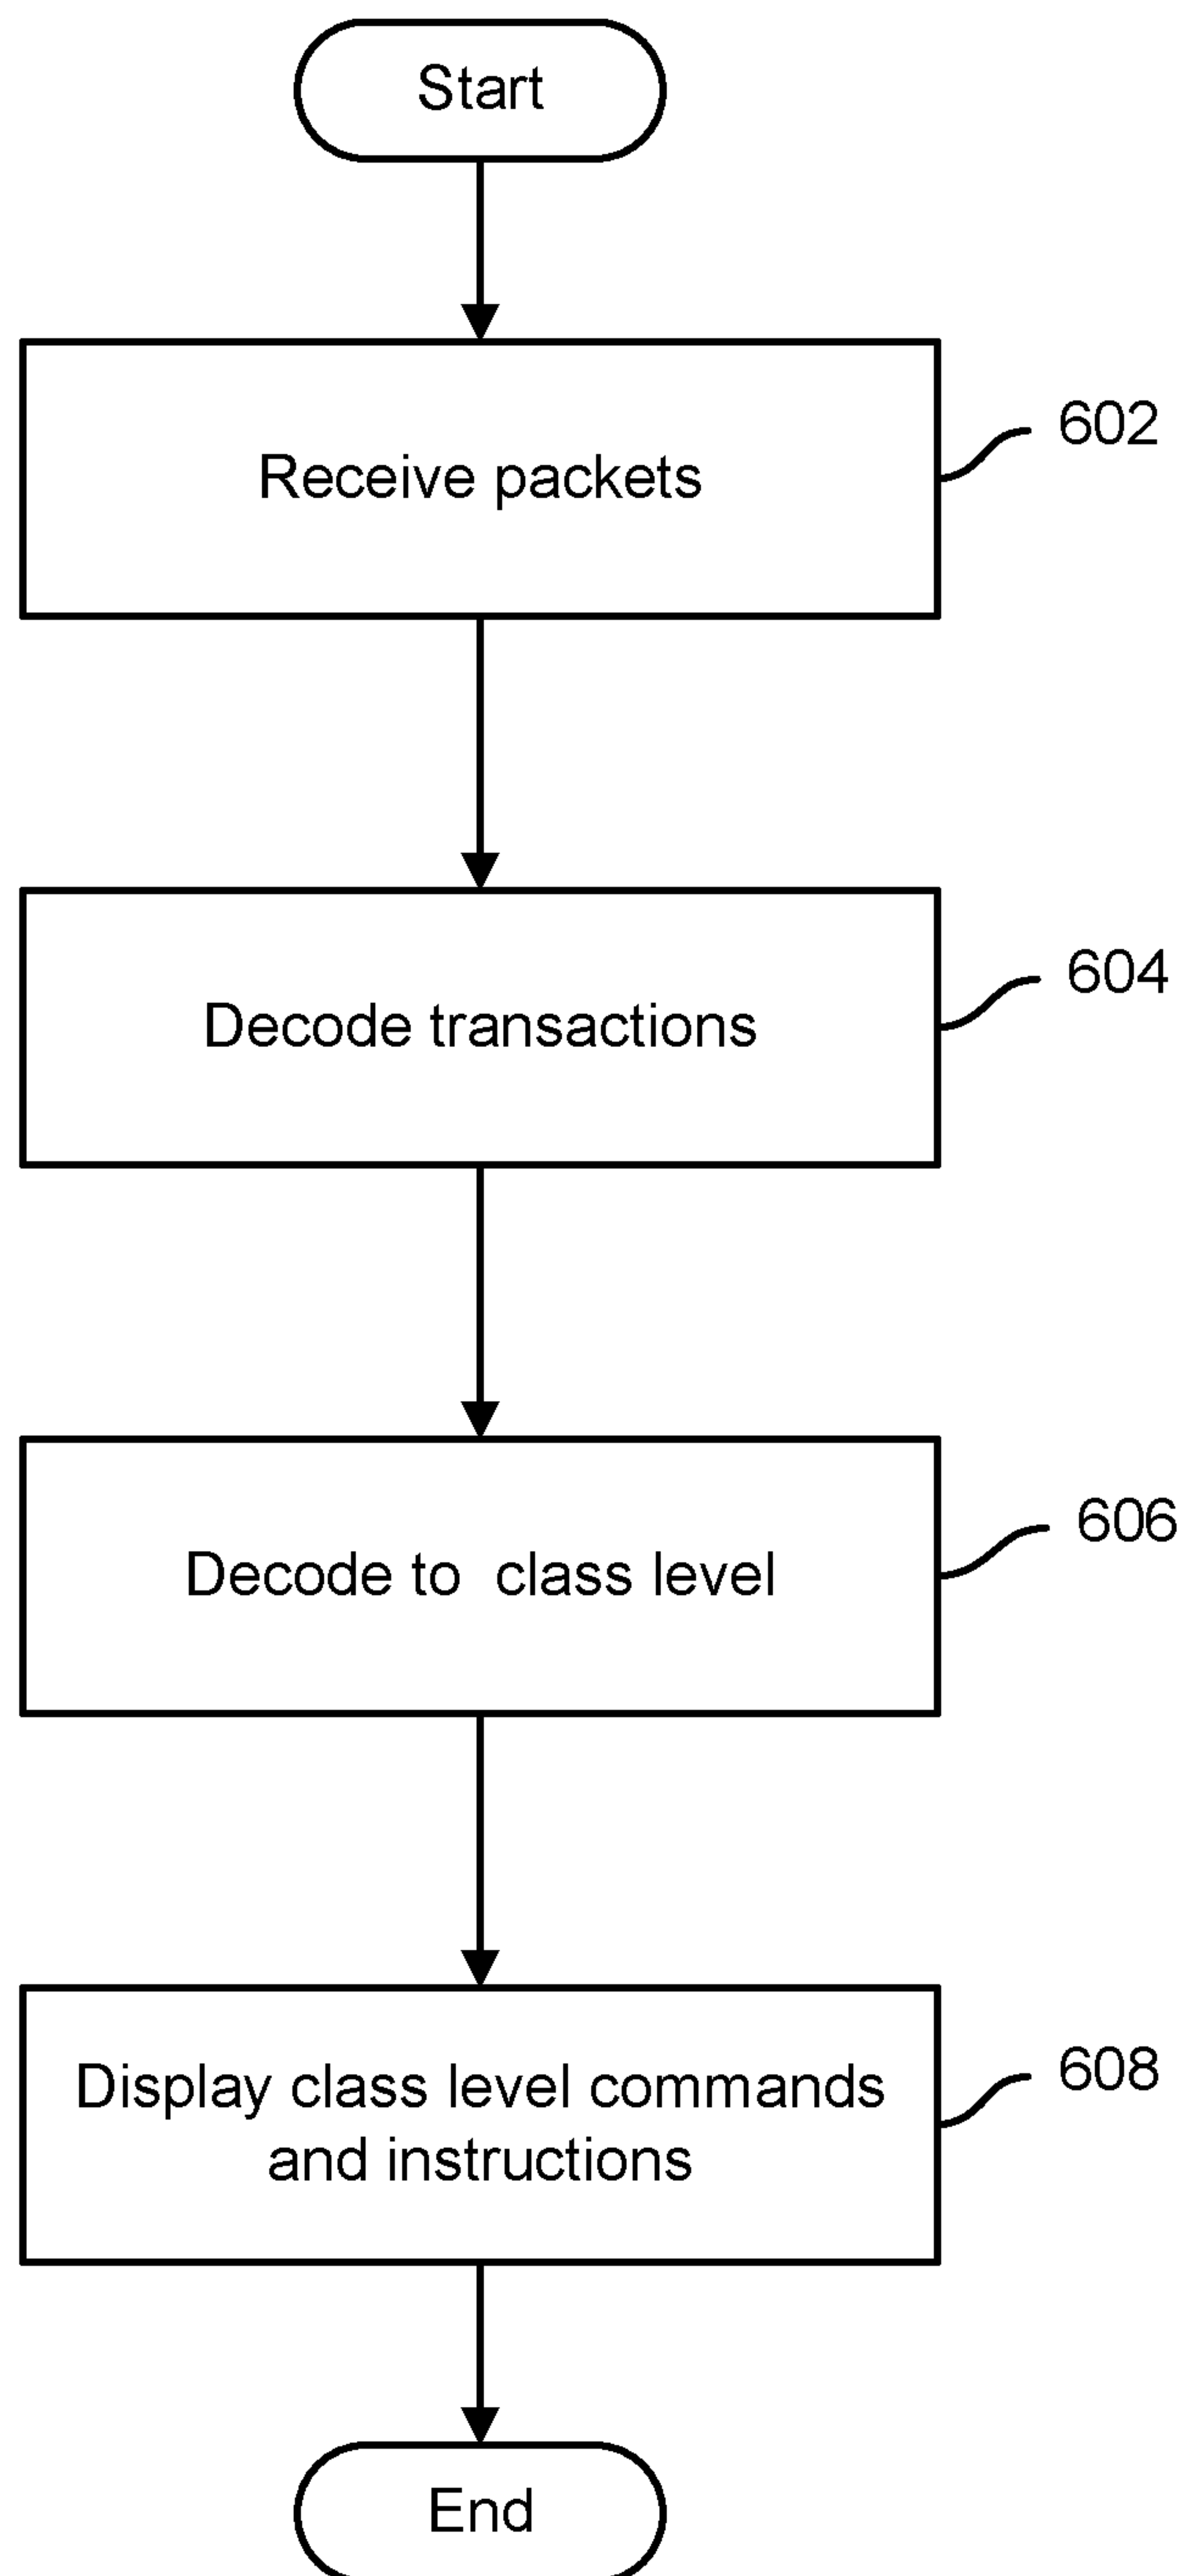 Start
Receive packets
602
Decode transactions
604
Decode to  class level
606
Display class level commands
and instructions
608
End